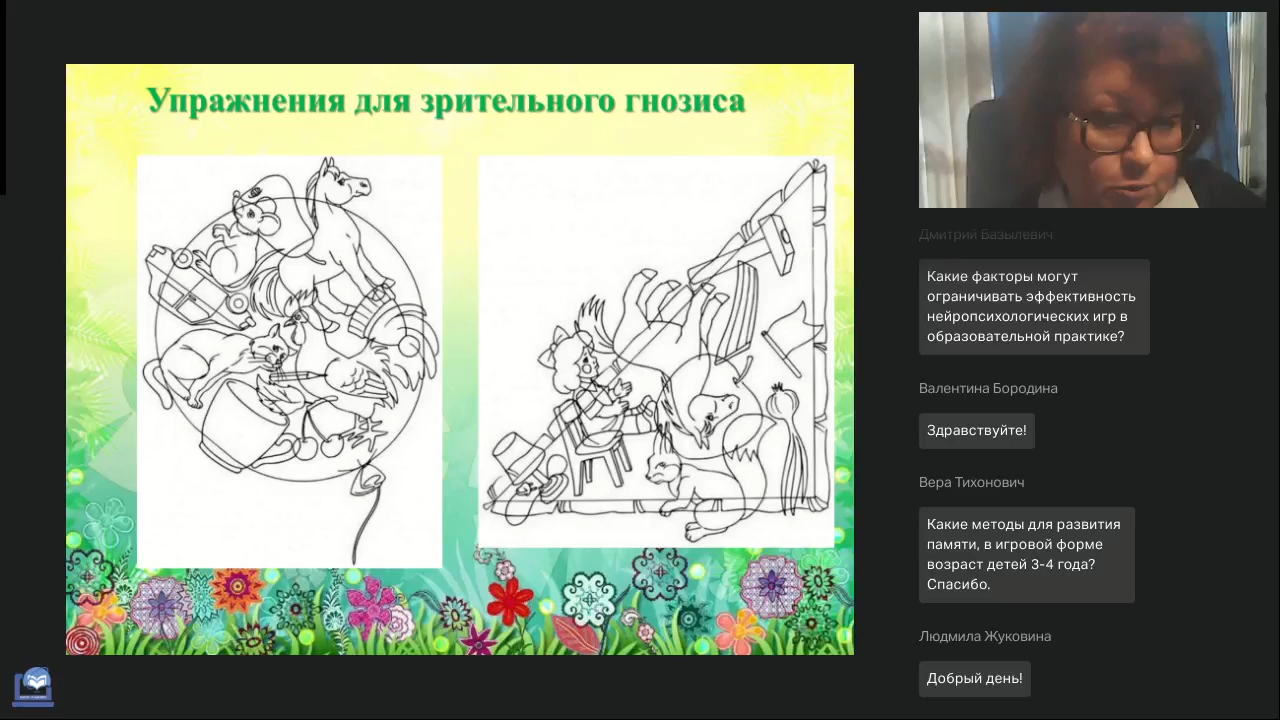 Упражнения для зрительного гнозиса
Дмитрий Базылевич
Какие факторы могут
ограничивать эффективность
нейропсихологических игр в
образовательной практике?
Валентина Бородина
Здравствуйте!
Вера Тихонович
Какие методы для развития
памяти, в игровой форме
возраст детей 3-4 года?
Спасибо.
Людмила Жуковина
Добрый день!